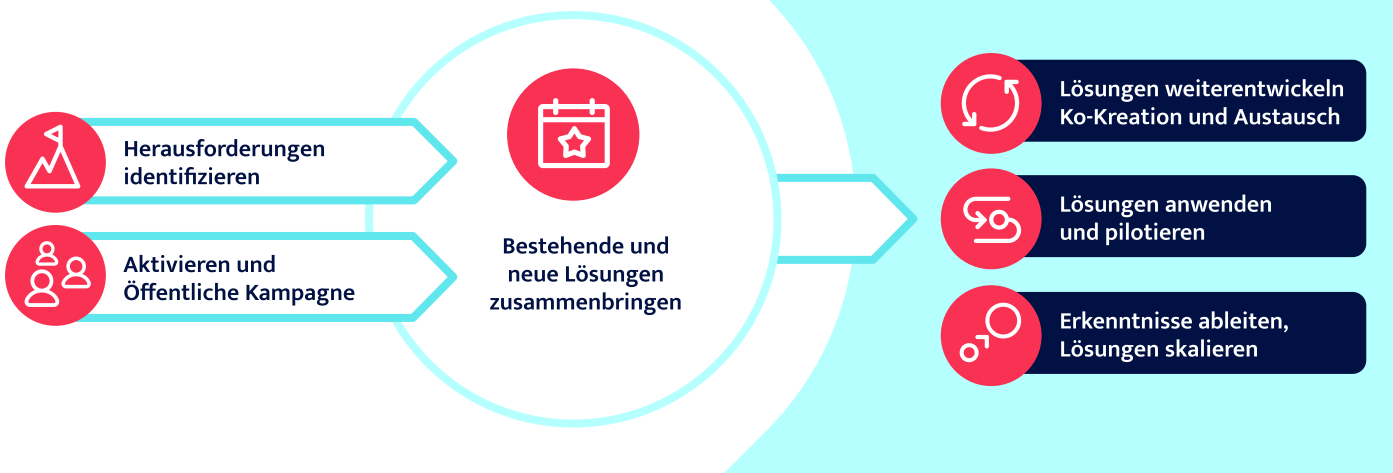 Herausforderungen
identifizieren
Aktivieren und
Öffentliche Kampagne
Bestehende und
neue Lösungen
zusammenbringen
Lösungen weiterentwickeln
Ko-Kreation und Austausch
Lösungen anwenden
und pilotieren
Erkenntnisse ableiten,
Lösungen skalieren